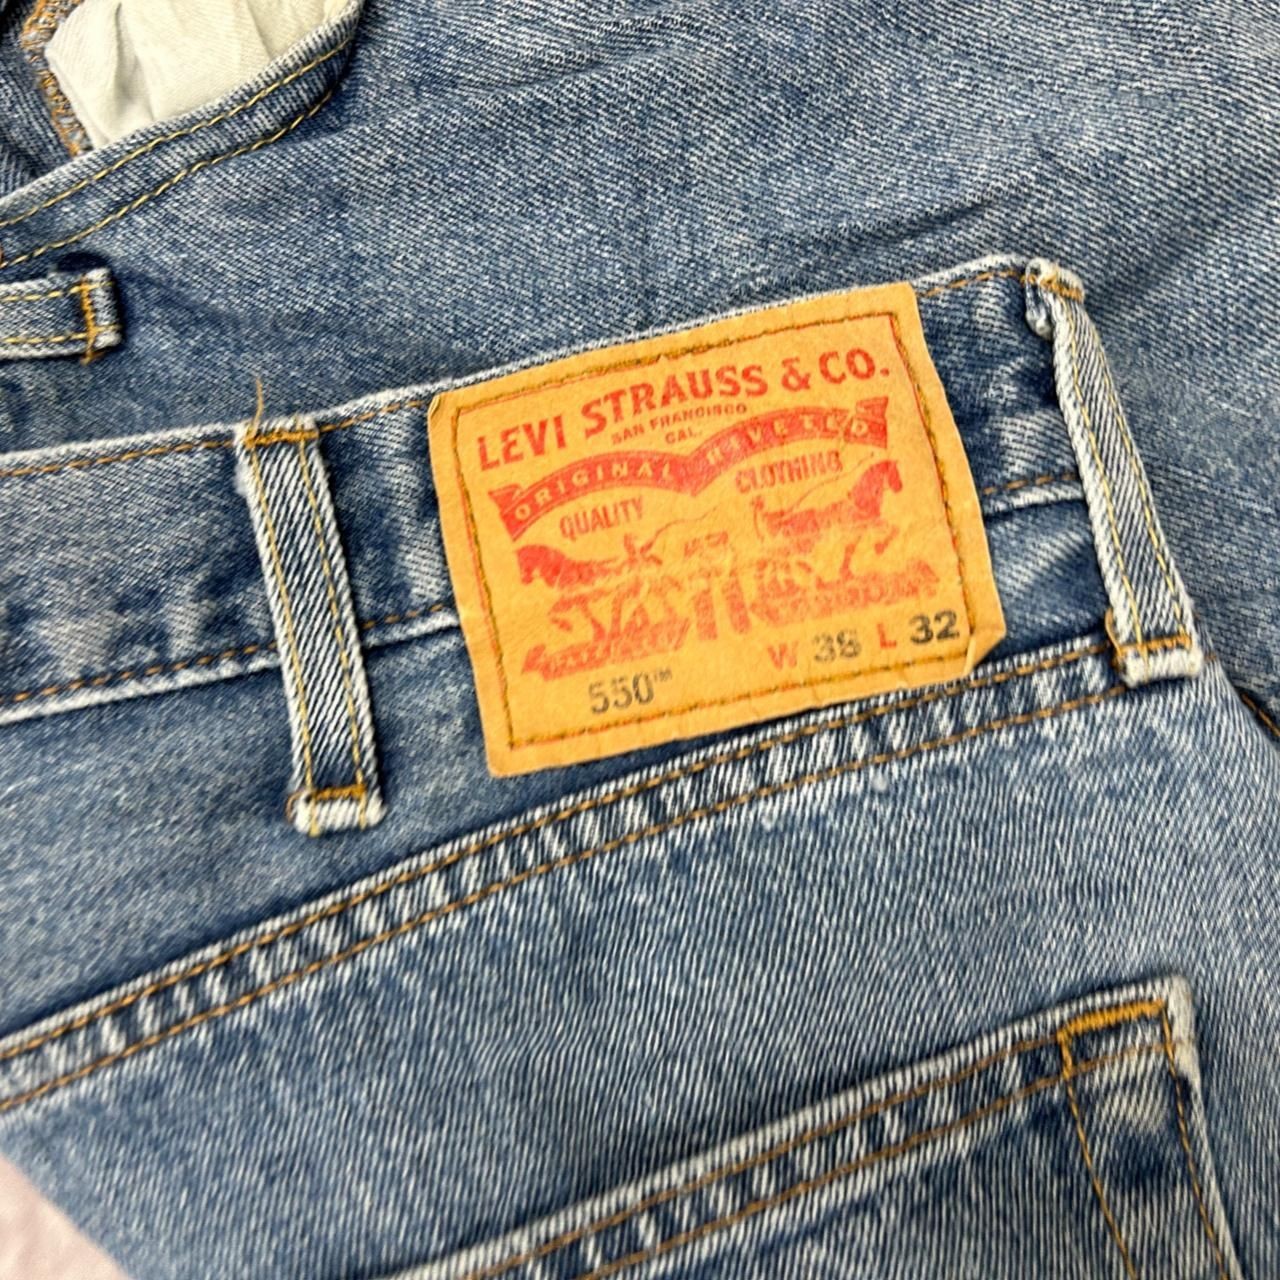 LEVI STRAUSS & CO.
SAN FRANCISCO
CAL.
ORIGINAL RIVETED
QUALITY CLOTHING
550™ W 38 L 32